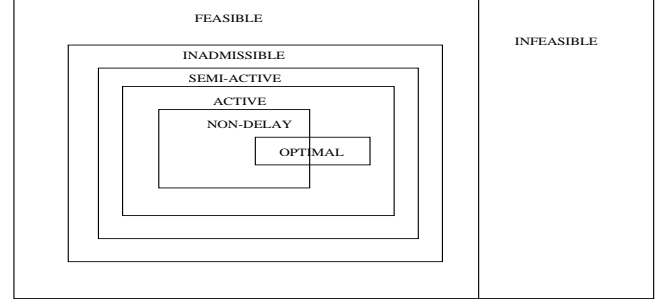 FEASIBLE
INFEASIBLE
INADMISSIBLE
SEMI-ACTIVE
ACTIVE
NON-DELAY
OPTIMAL